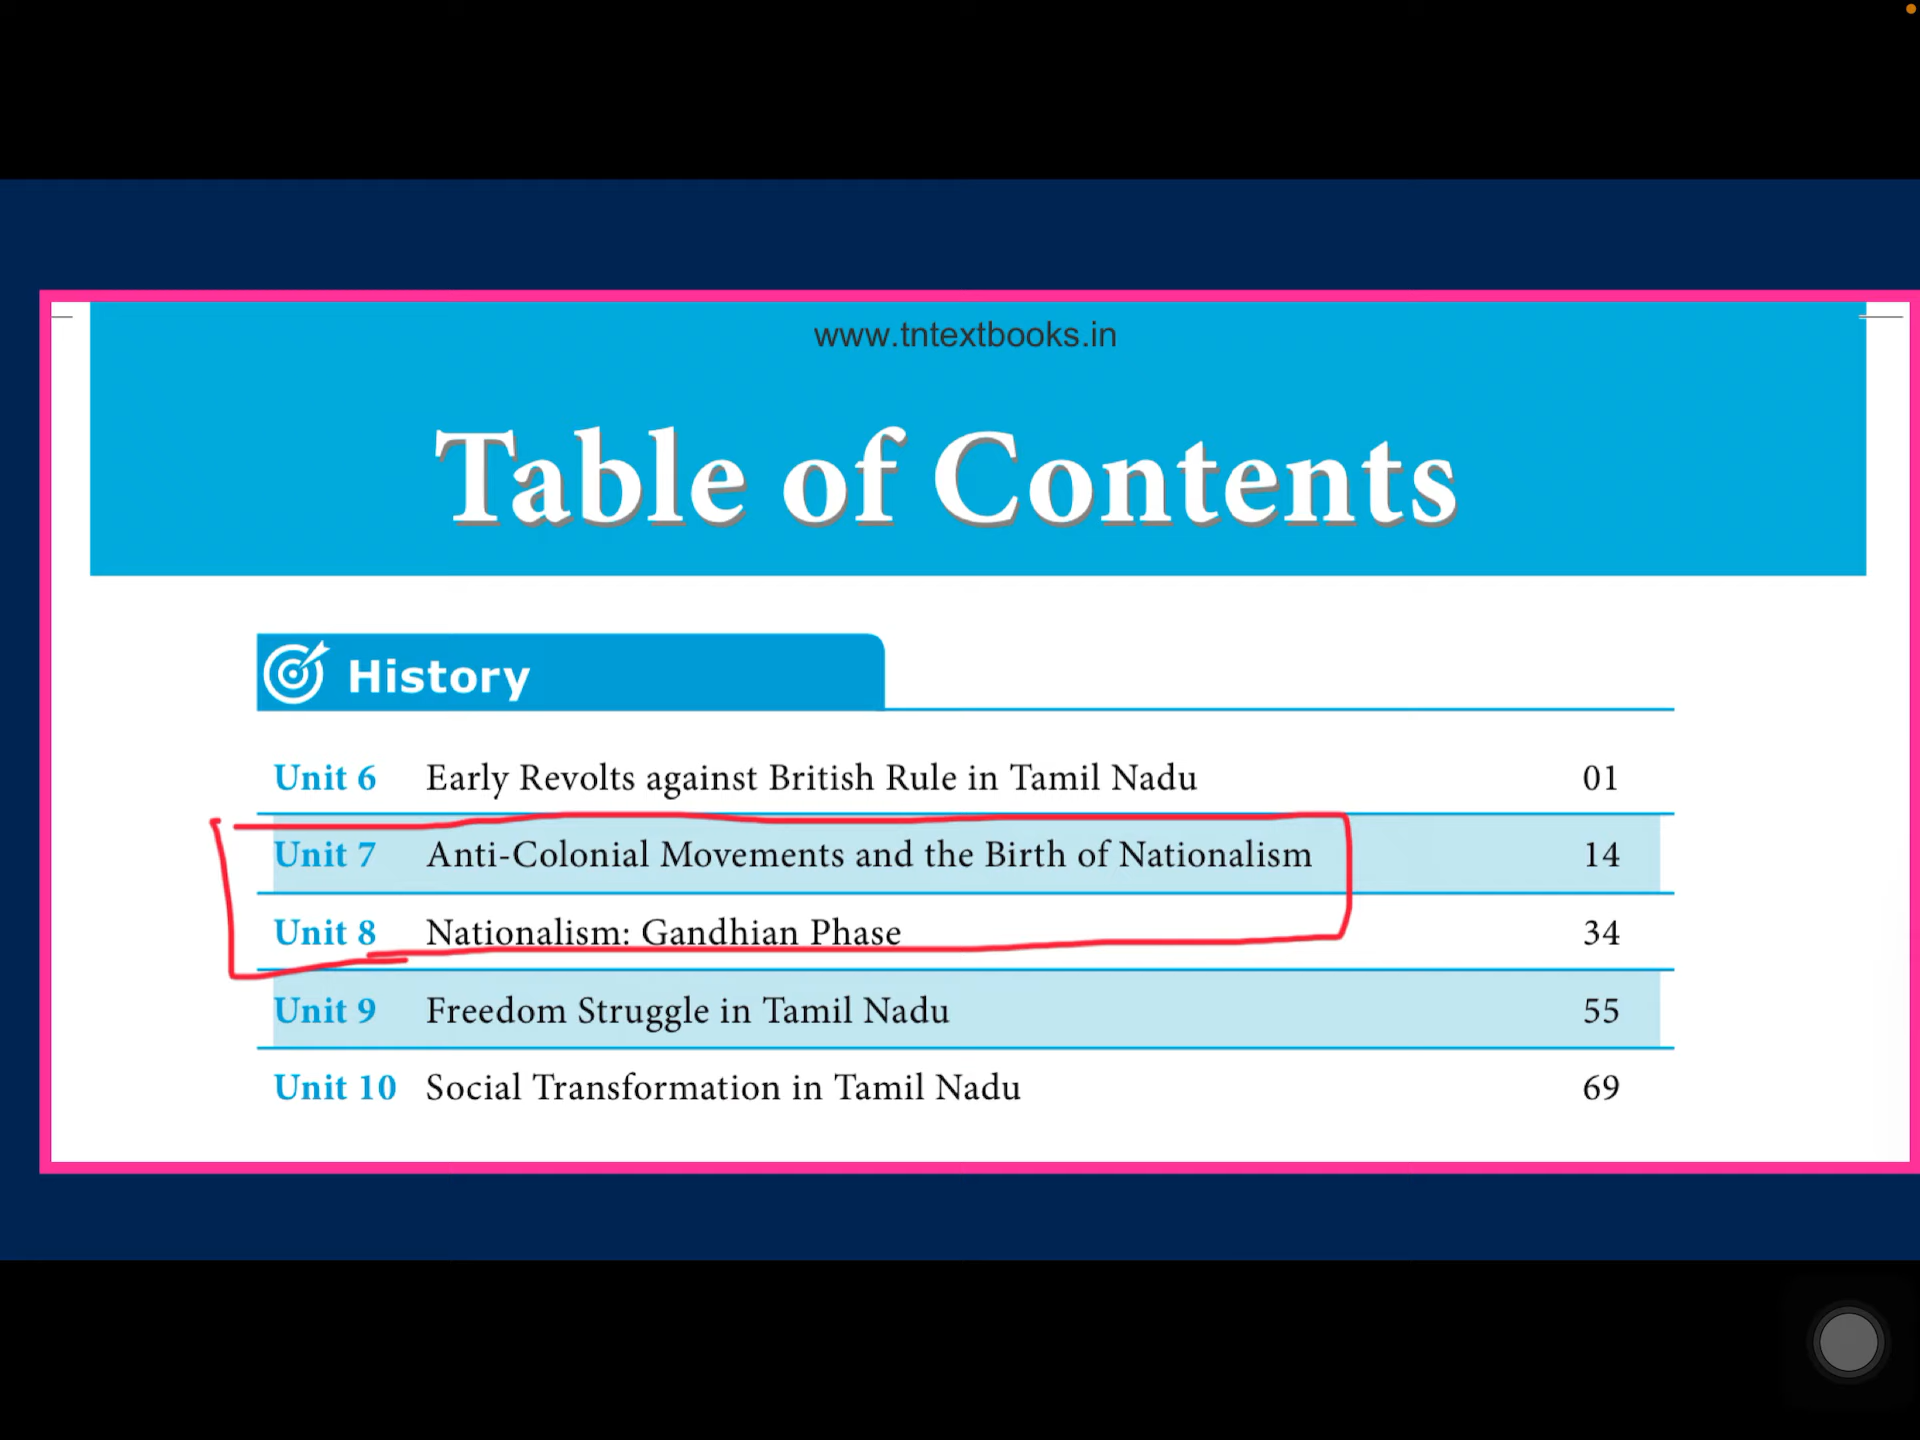 www.tntextbooks.in
Table of Contents
History
Unit 6 Early Revolts against British Rule in Tamil Nadu 01
Unit 7 Anti-Colonial Movements and the Birth of Nationalism 14
Unit 8 Nationalism: Gandhian Phase 34
Unit 9 Freedom Struggle in Tamil Nadu 55
Unit 10 Social Transformation in Tamil Nadu 69